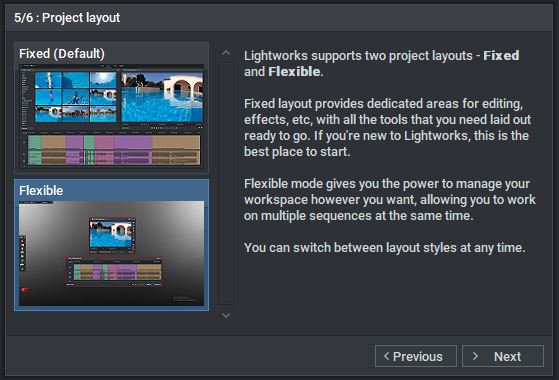 5/6 : Project layout
Fixed (Default)
Flexible
Lightworks supports two project layouts - Fixed
and Flexible.
Fixed layout provides dedicated areas for editing,
effects, etc, with all the tools that you need laid out
ready to go. If you're new to Lightworks, this is the
best place to start.
Flexible mode gives you the power to manage your
workspace however you want, allowing you to work
on multiple sequences at the same time.
You can switch between layout styles at any time.
Previous
Next